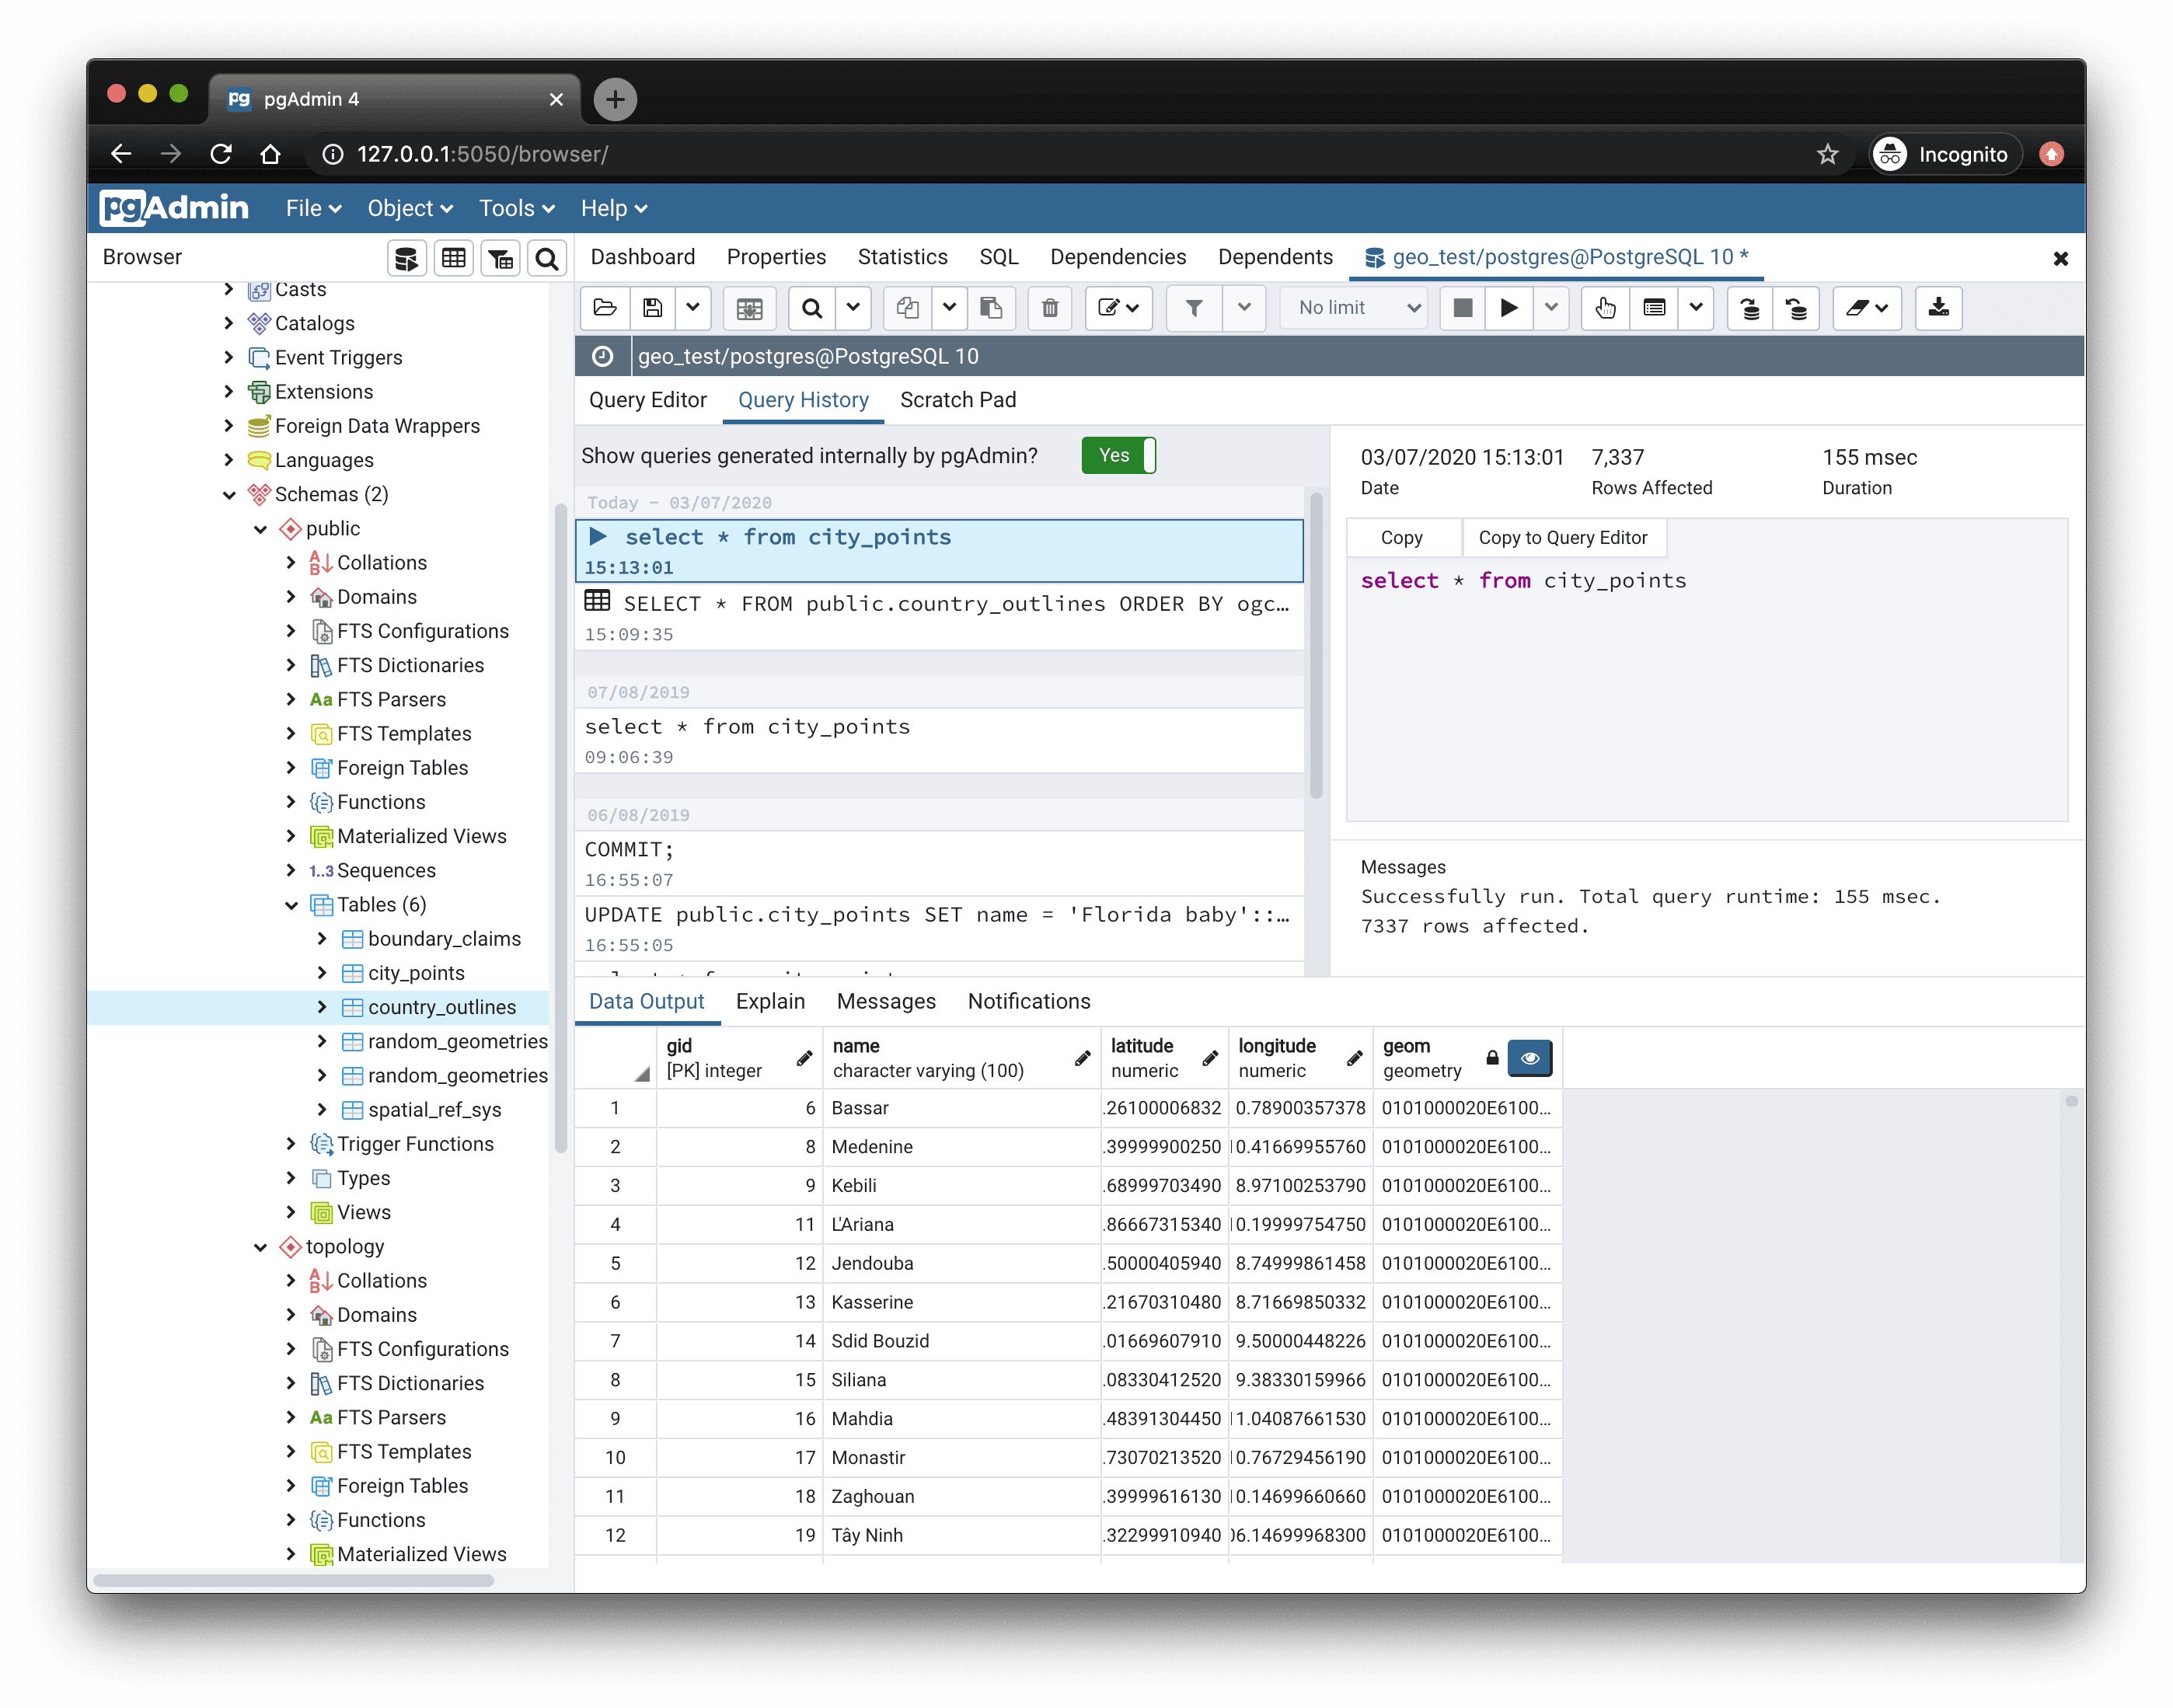 pgAdmin 4
127.0.0.1:5050/browser/
Incognito
pgAdmin File Object Tools Help
Browser
Dashboard Properties Statistics SQL Dependencies Dependents geo_test/postgres@PostgreSQL 10 *
No limit
geo_test/postgres@PostgreSQL 10
Query Editor Query History Scratch Pad
Casts
Catalogs
Event Triggers
Extensions
Foreign Data Wrappers
Languages
Schemas (2)
public
Collations
Domains
FTS Configurations
FTS Dictionaries
Aa FTS Parsers
FTS Templates
Foreign Tables
Functions
Materialized Views
1..3 Sequences
Tables (6)
boundary_claims
city_points
country_outlines
random_geometries
random_geometries
spatial_ref_sys
Trigger Functions
Types
Views
topology
Collations
Domains
FTS Configurations
FTS Dictionaries
Aa FTS Parsers
FTS Templates
Foreign Tables
Functions
Materialized Views
Show queries generated internally by pgAdmin? Yes
Today - 03/07/2020
select * from city_points
15:13:01
SELECT * FROM public.country_outlines ORDER BY ogc...
15:09:35
07/08/2019
select * from city_points
09:06:39
06/08/2019
COMMIT;
16:55:07
UPDATE public.city_points SET name = 'Florida baby'::...
16:55:05
03/07/2020 15:13:01 7,337 155 msec
Date Rows Affected Duration
Copy Copy to Query Editor
select * from city_points
Messages
Successfully run. Total query runtime: 155 msec.
7337 rows affected.
Data Output Explain Messages Notifications
gid name latitude longitude geom
[PK] integer character varying (100) numeric numeric geometry
1 6 Bassar .26100006832 0.78900357378 0101000020E6100...
2 8 Medenine .39999900250 0.41669955760 0101000020E6100...
3 9 Kebili .68999703490 8.97100253790 0101000020E6100...
4 11 L'Ariana .86667315340 0.19999754750 0101000020E6100...
5 12 Jendouba .50000405940 8.74999861458 0101000020E6100...
6 13 Kasserine .21670310480 8.71669850332 0101000020E6100...
7 14 Sdid Bouzid .01669607910 9.50000448226 0101000020E6100...
8 15 Siliana .08330412520 9.38330159966 0101000020E6100...
9 16 Mahdia .48391304450 1.04087661530 0101000020E6100...
10 17 Monastir .73070213520 0.76729456190 0101000020E6100...
11 18 Zaghouan .39999616130 0.14699660660 0101000020E6100...
12 19 Tây Ninh .32299910940 6.14699968300 0101000020E6100...